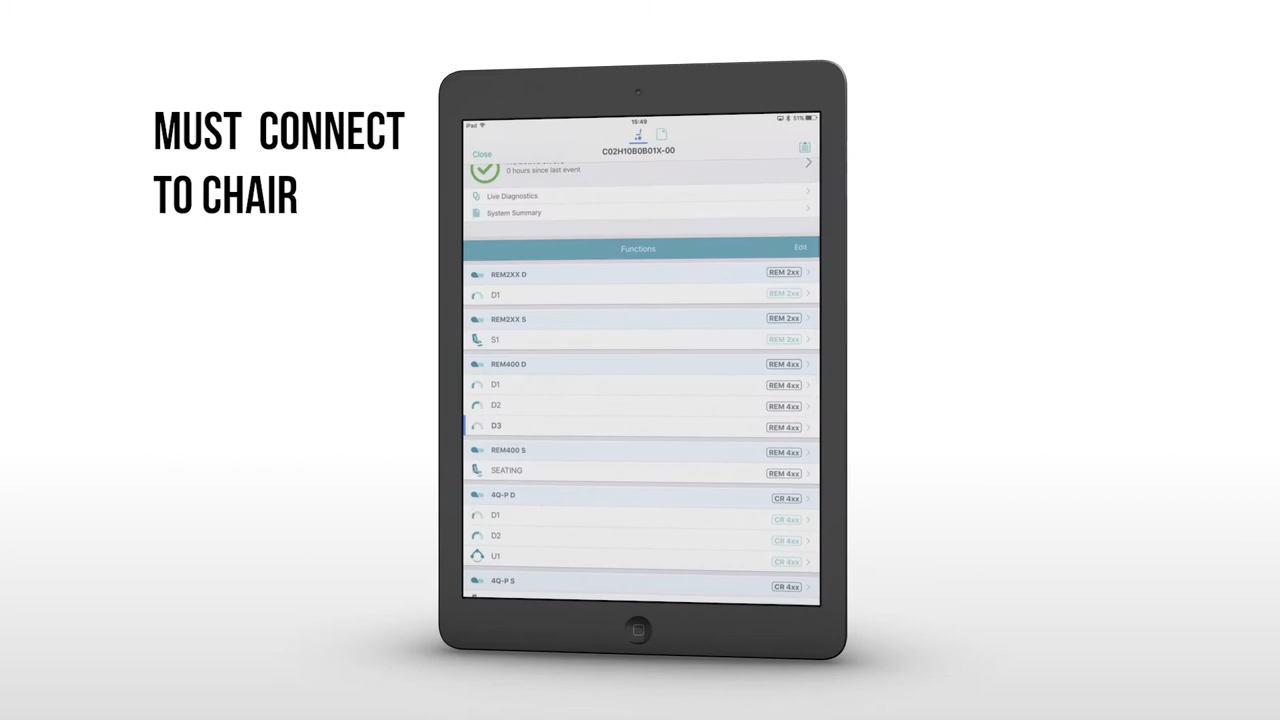 MUST CONNECT
TO CHAIR
iPad
15:49
51%
Close
C02H10B0B01X-00
0 hours since last event
Live Diagnostics
System Summary
Functions
Edit
REM2XX D
REM 2xx
D1
REM 2xx
REM2XX S
REM 2xx
S1
REM 2xx
REM400 D
REM 4xx
D1
REM 4xx
D2
REM 4xx
D3
REM 4xx
REM400 S
REM 4xx
SEATING
REM 4xx
4Q-P D
CR 4xx
D1
CR 4xx
D2
CR 4xx
U1
CR 4xx
4Q-P S
CR 4xx